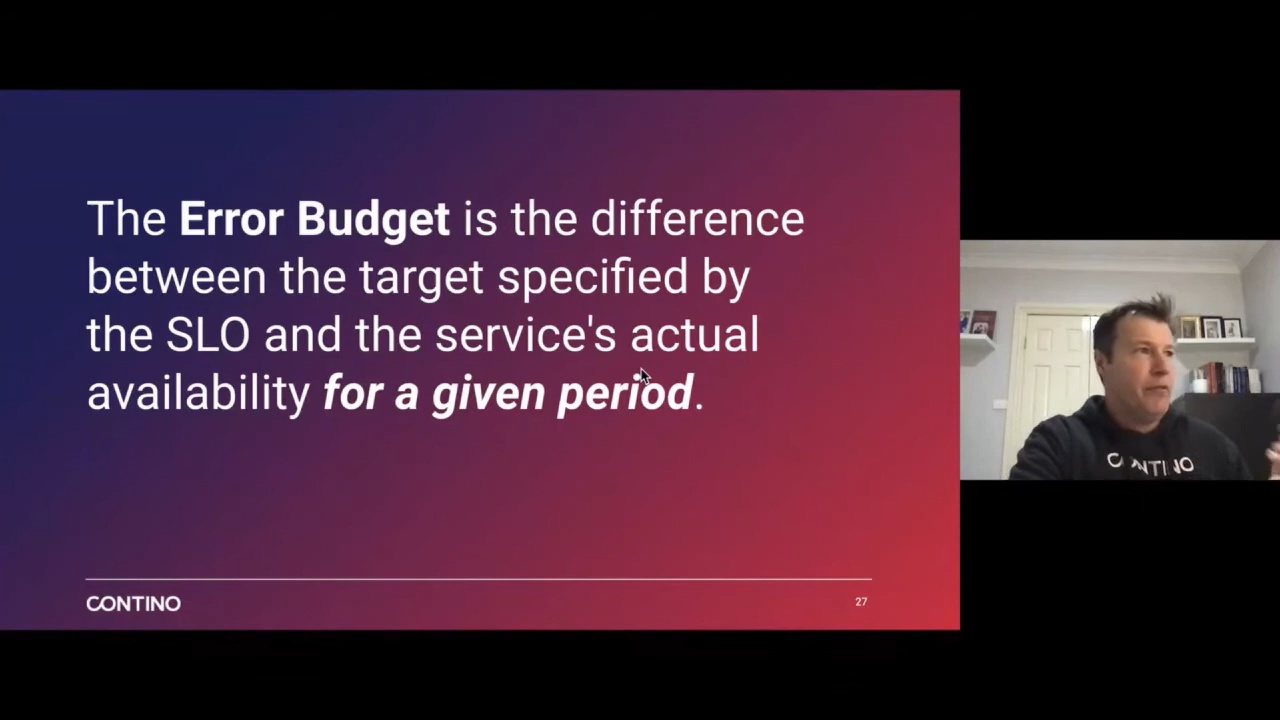 The Error Budget is the difference
between the target specified by
the SLO and the service's actual
availability for a given period.
CONTINO
27
CONTINO